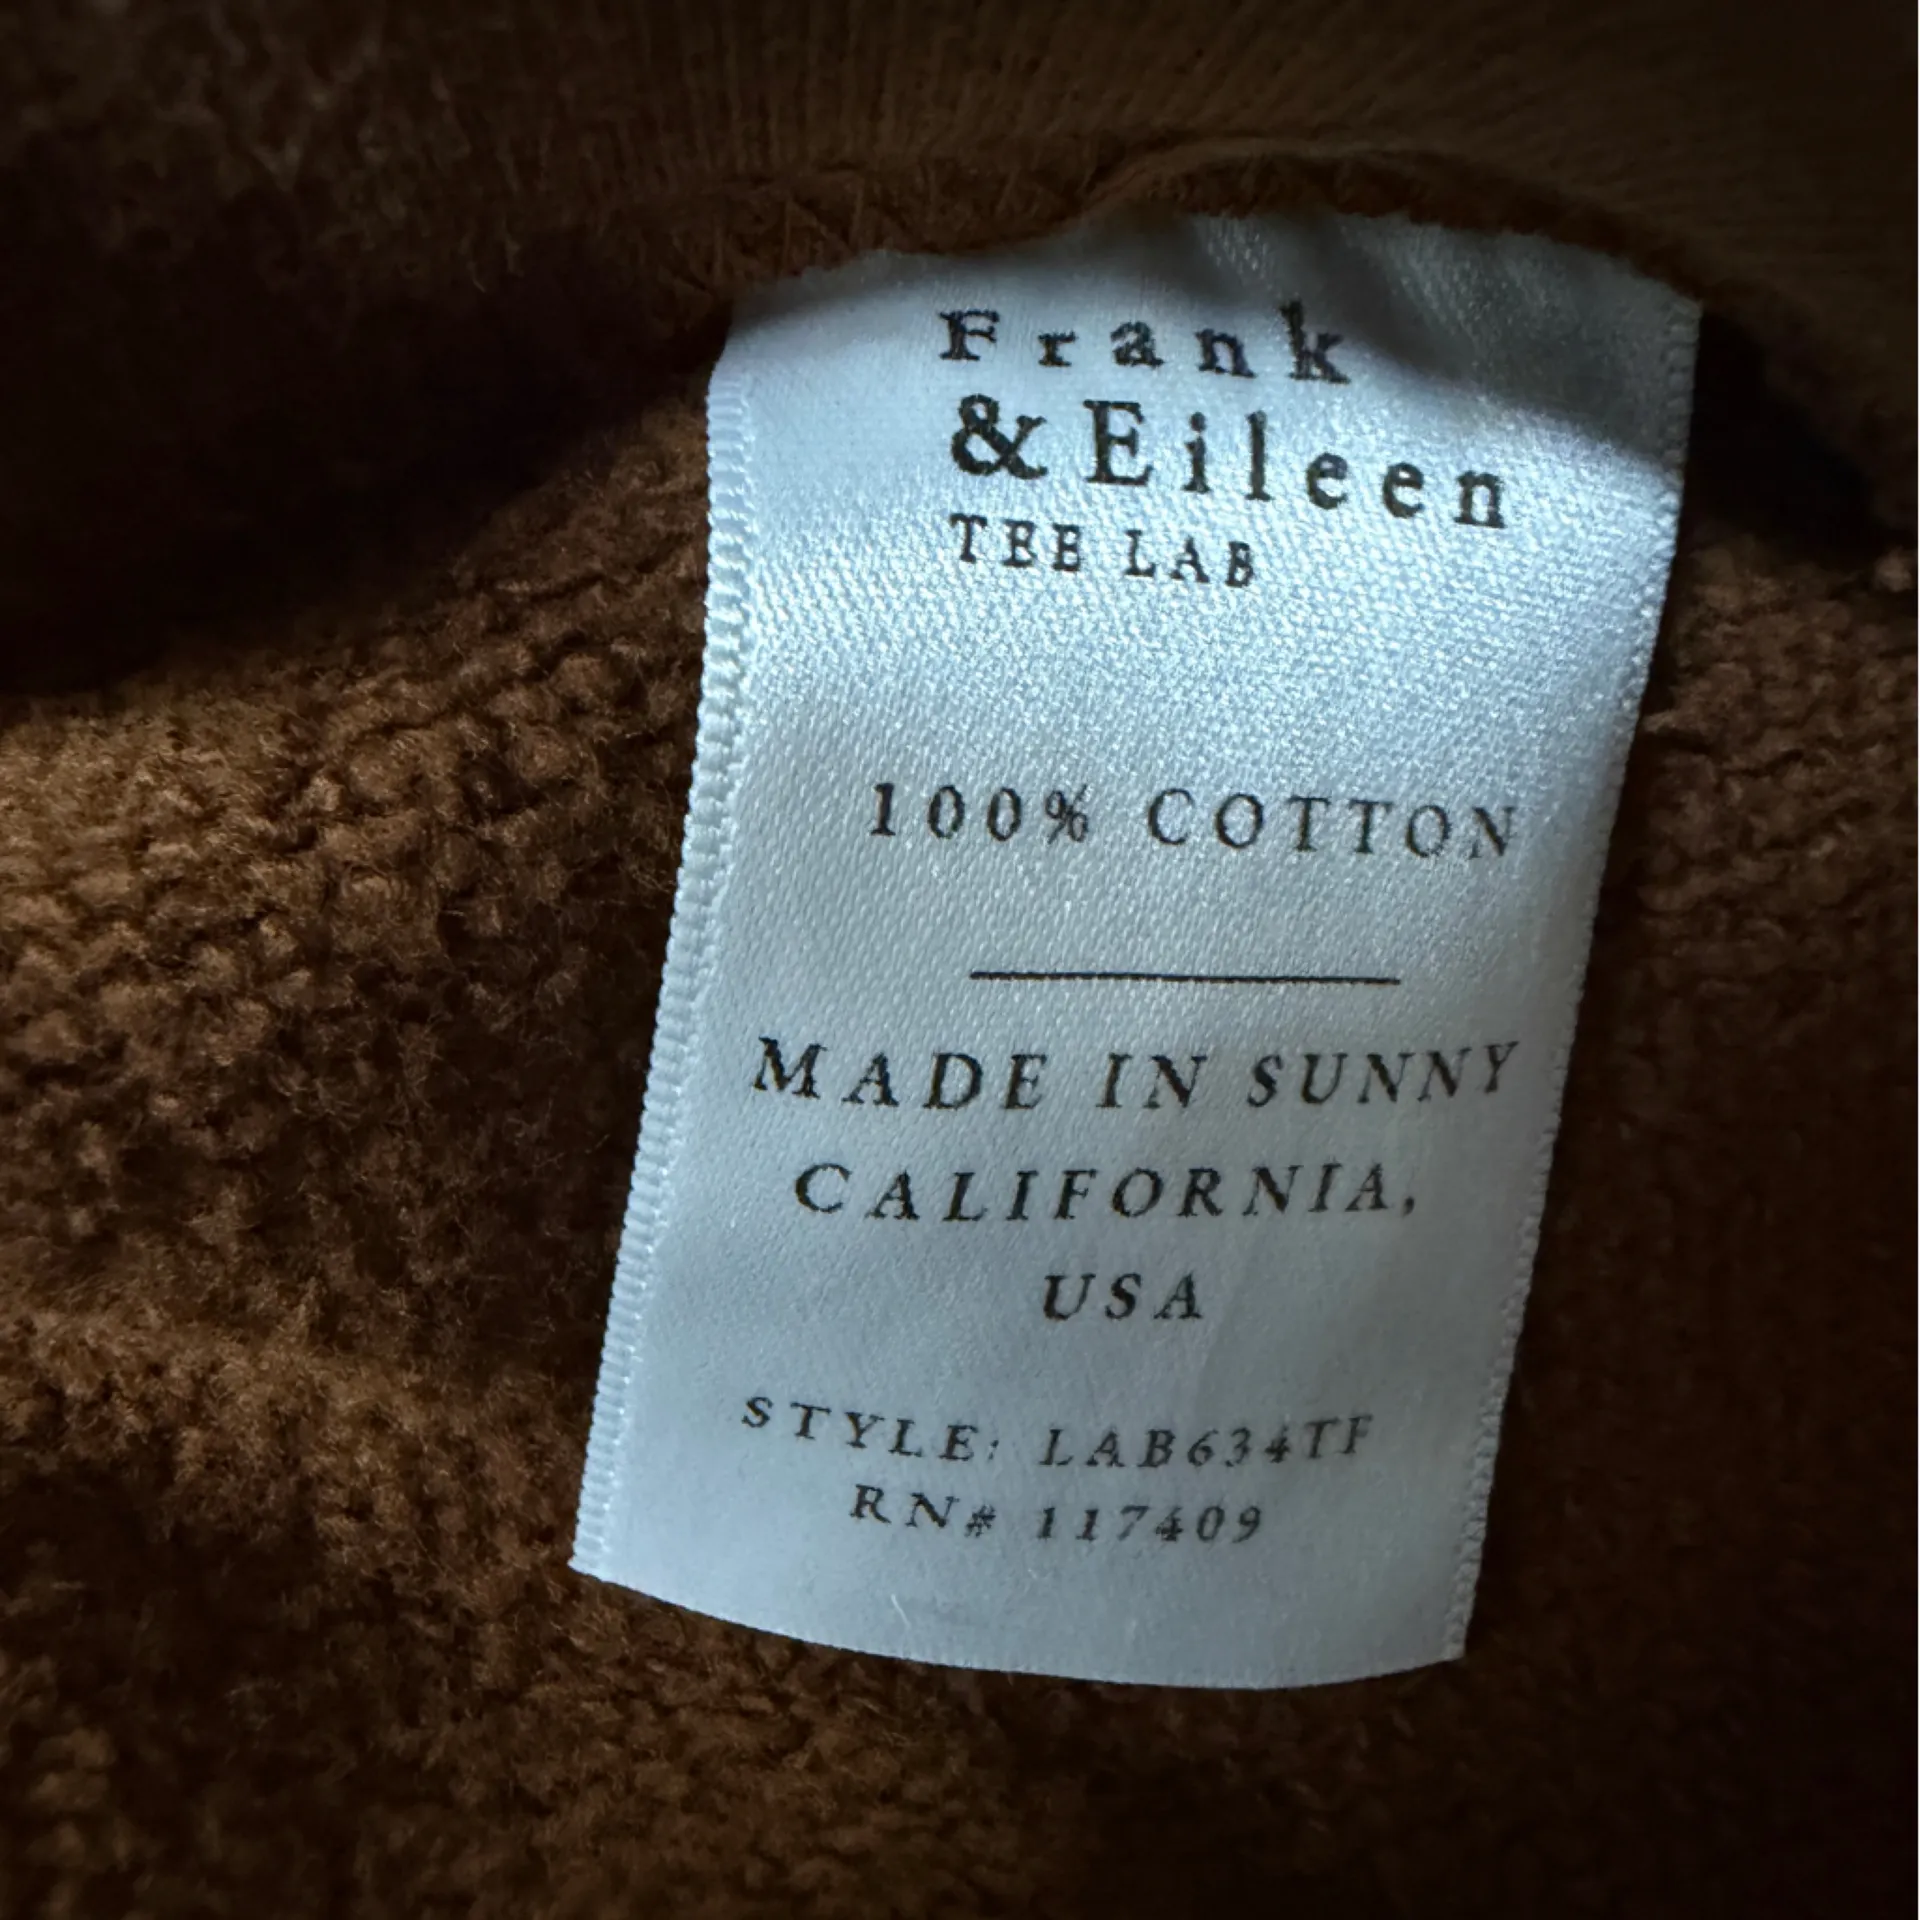 Frank
& Eileen
TEE LAB
100% COTTON
MADE IN SUNNY
CALIFORNIA,
USA
STYLE: LAB634TF
RN# 117409